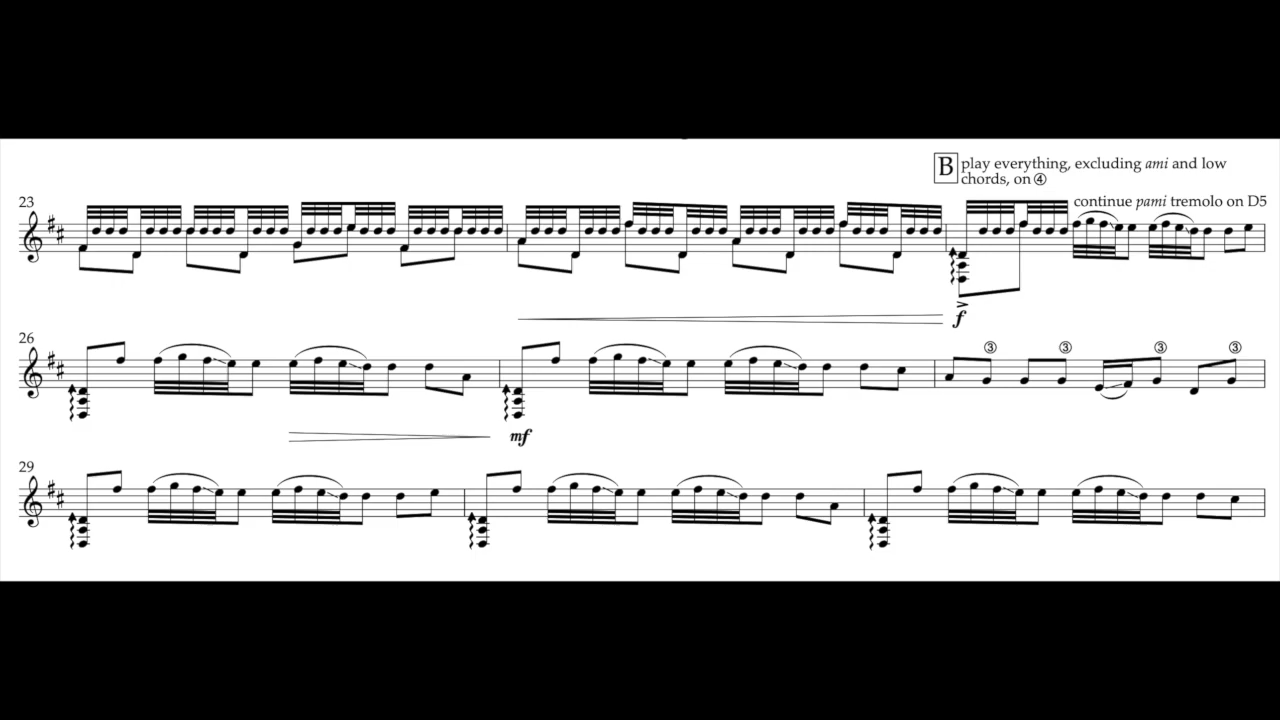 B play everything, excluding ami and low
chords, on ④
23
continue pami tremolo on D5
f
26
③ ③ ③ ③
mf
29